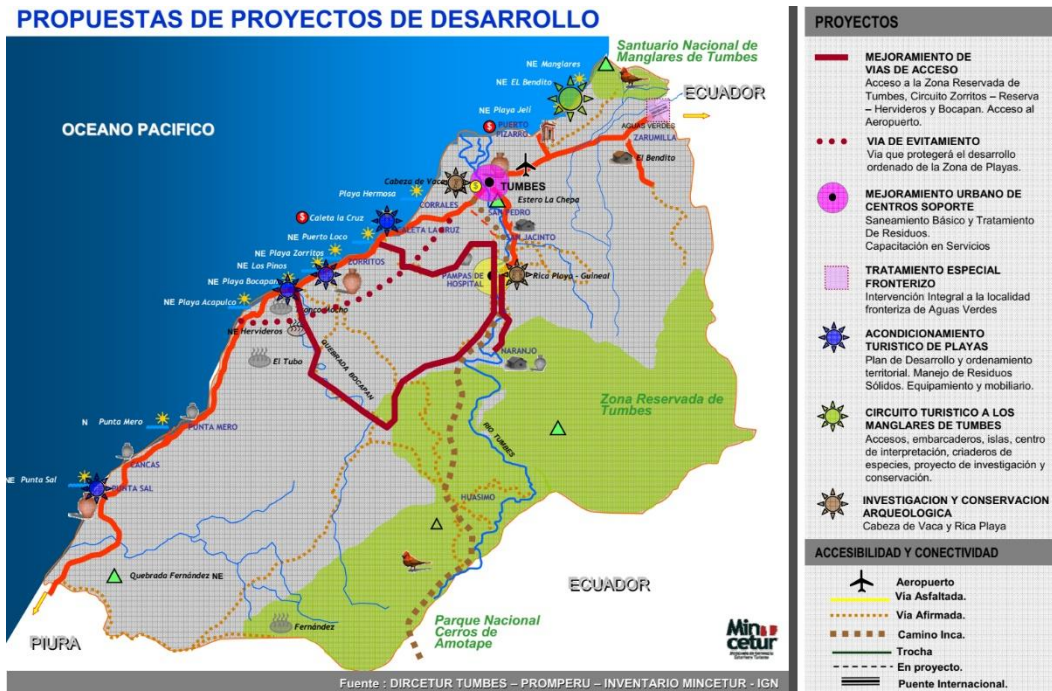 PROPUESTAS DE PROYECTOS DE DESARROLLO
Santuario Nacional de
Manglares de Tumbes
NE Manglares
NE EL Bendito
ECUADOR
NE Playa Jelí
PUERTO
PIZARRO
AGUAS VERDES
ZARUMILLA
OCEANO PACIFICO
El Bendito
Cabeza de Vaca
TUMBES
Playa Hermosa
CORRALES
Estero La Chepa
SAN PEDRO
Caleta la Cruz
CALETA LA CRUZ
SAN JACINTO
NE Puerto Loco
NE Playa Zorritos
ZORRITOS
NE Los Pinos
PAMPAS DE
HOSPITAL
Rica Playa - Guineal
NE Playa Bocapan
NE Playa Acapulco
NE Hervideros
El Tubo
QUEBRADA BOCAPAN
NARANJO
Zona Reservada de
Tumbes
RIO TUMBES
N Punta Mero
PUNTA MERO
CANCAS
NE Punta Sal
PUNTA SAL
HUASIMO
Quebrada Fernández NE
ECUADOR
Fernández
Parque Nacional
Cerros de
Amotape
PIURA
Mincetur
Fuente : DIRCETUR TUMBES – PROMPERU – INVENTARIO MINCETUR - IGN
PROYECTOS
MEJORAMIENTO DE
VIAS DE ACCESO
Acceso a la Zona Reservada de
Tumbes, Circuito Zorritos – Reserva
– Hervideros y Bocapan. Acceso al
Aeropuerto.
VIA DE EVITAMIENTO
Via que protegerá el desarrollo
ordenado de la Zona de Playas.
MEJORAMIENTO URBANO DE
CENTROS SOPORTE
Saneamiento Básico y Tratamiento
De Residuos.
Capacitación en Servicios
TRATAMIENTO ESPECIAL
FRONTERIZO
Intervención Integral a la localidad
fronteriza de Aguas Verdes
ACONDICIONAMIENTO
TURISTICO DE PLAYAS
Plan de Desarrollo y ordenamiento
territorial. Manejo de Residuos
Sólidos. Equipamiento y mobiliario.
CIRCUITO TURISTICO A LOS
MANGLARES DE TUMBES
Accesos, embarcaderos, islas, centro
de interpretación, criaderos de
especies, proyecto de investigación y
conservación.
INVESTIGACION Y CONSERVACION
ARQUEOLOGICA
Cabeza de Vaca y Rica Playa
ACCESIBILIDAD Y CONECTIVIDAD
Aeropuerto
Vía Asfaltada.
Vía Afirmada.
Camino Inca.
Trocha
En proyecto.
Puente Internacional.